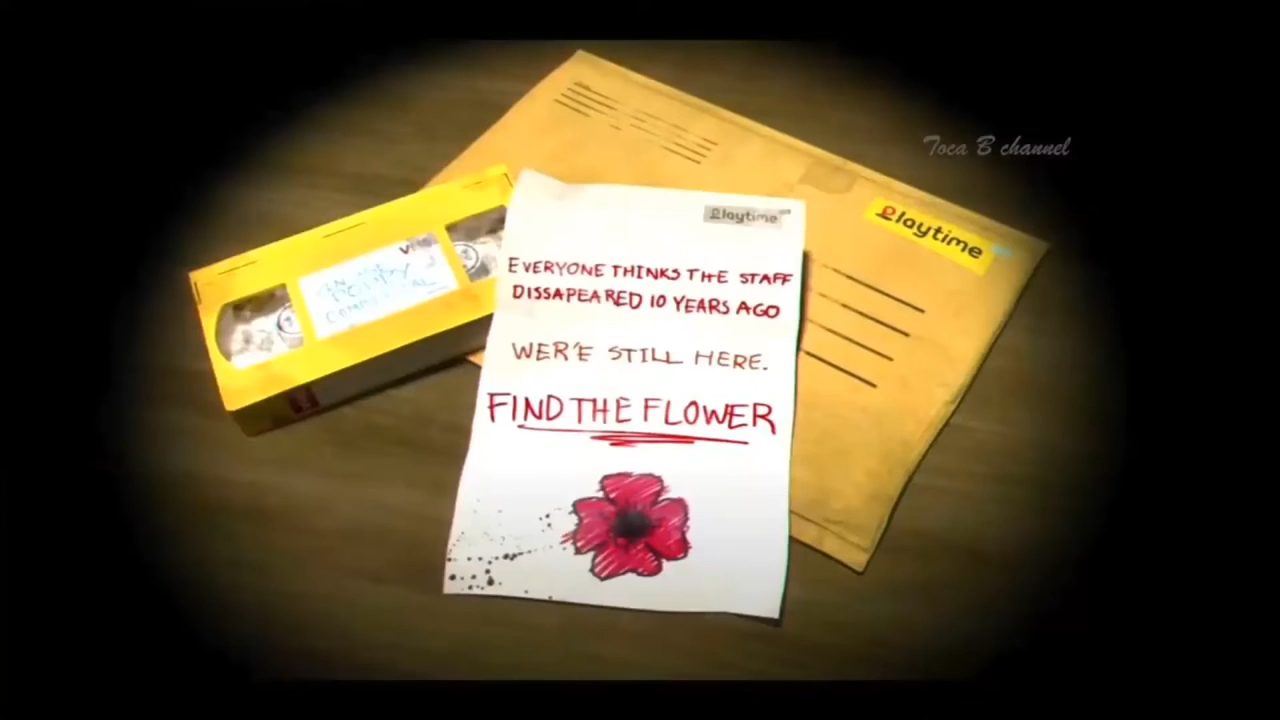 Toca B channel
Playtime
Playtime
EVERYONE THINKS THE STAFF
DISSAPEARED 10 YEARS AGO
WER'E STILL HERE.
FIND THE FLOWER